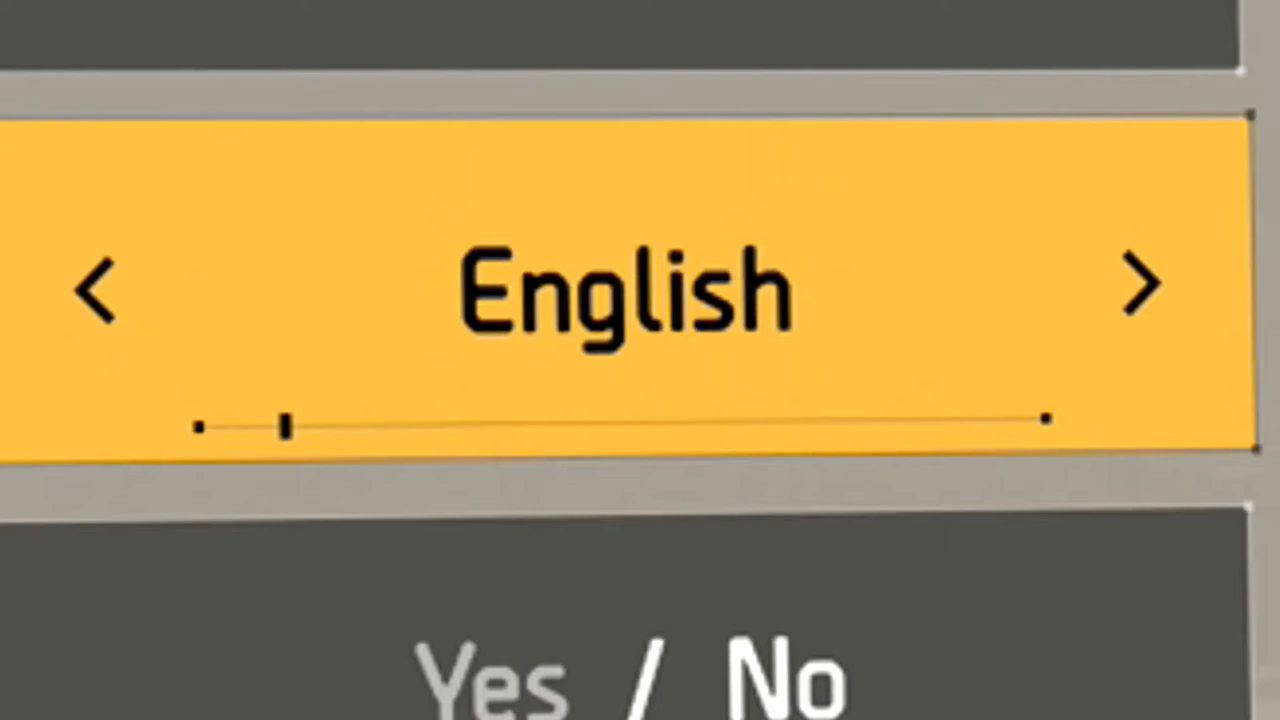 < English >
Yes / No